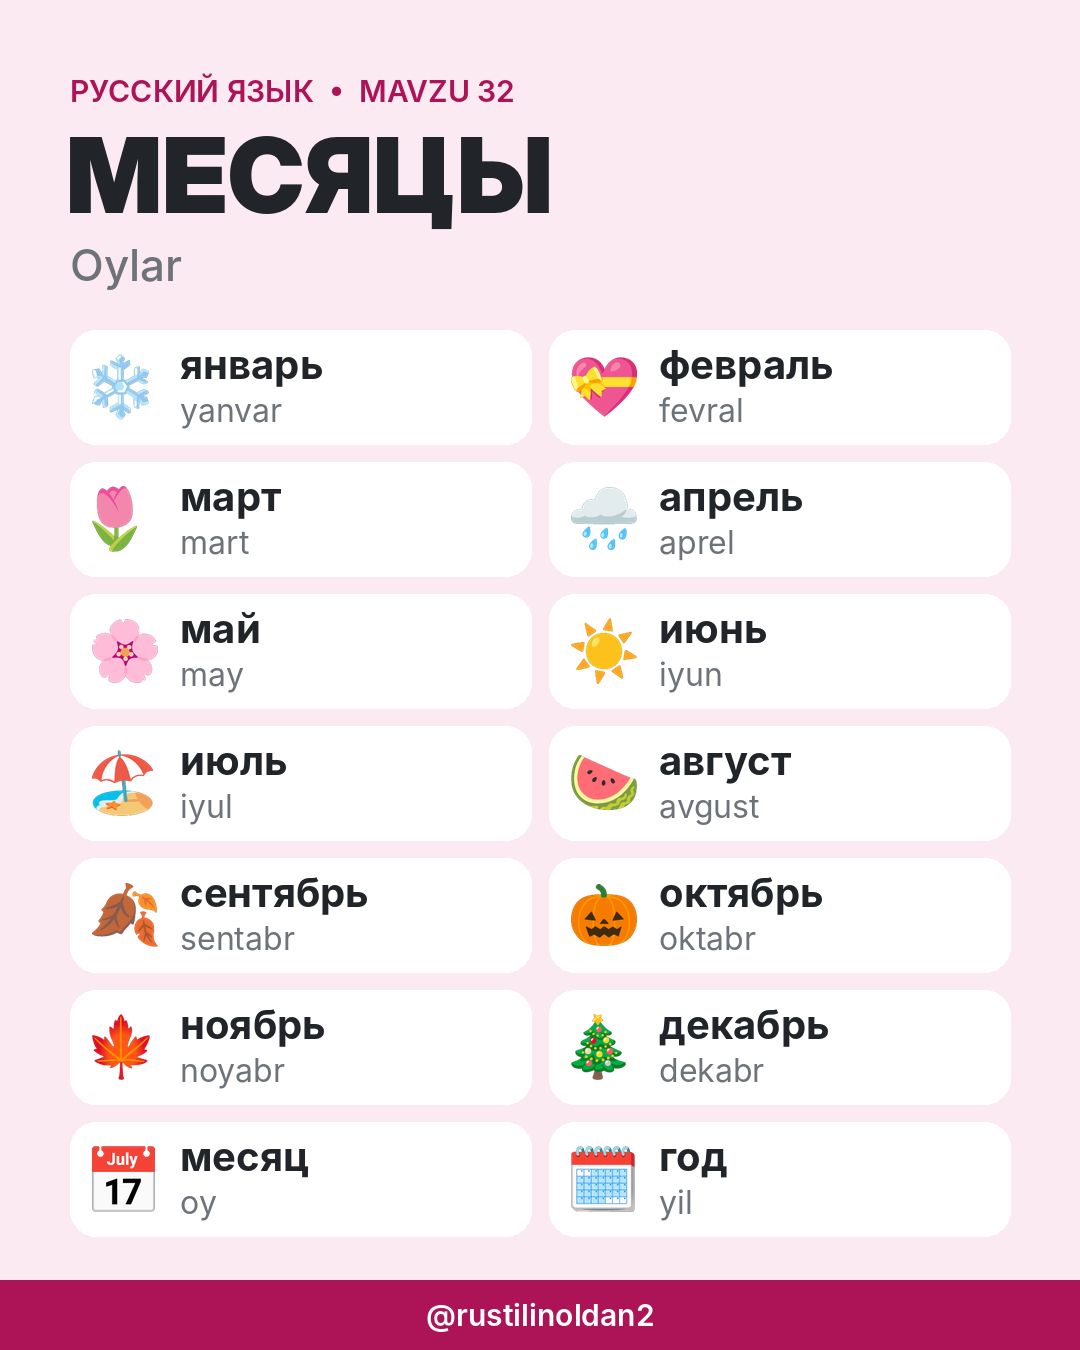 РУССКИЙ ЯЗЫК • MAVZU 32
МЕСЯЦЫ
Oylar
январь
yanvar
февраль
fevral
март
mart
апрель
aprel
май
may
июнь
iyun
июль
iyul
август
avgust
сентябрь
sentabr
октябрь
oktabr
ноябрь
noyabr
декабрь
dekabr
July
17
месяц
oy
год
yil
@rustilinoldan2